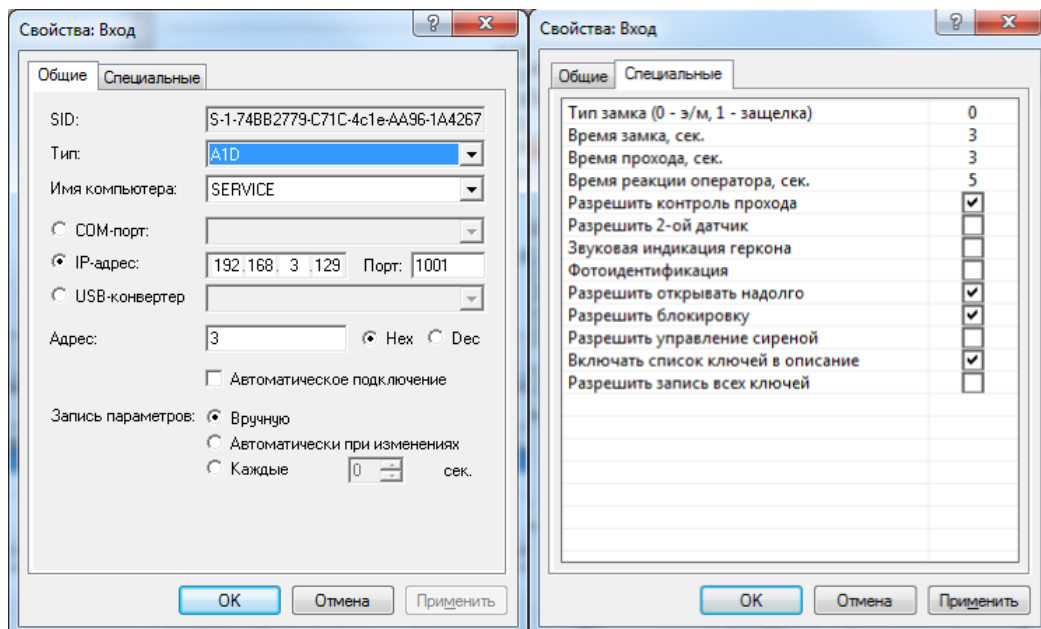 Свойства: Вход
Общие Специальные
SID: S-1-74BB2779-C71C-4c1e-AA96-1A4267
Тип: A1D
Имя компьютера: SERVICE
COM-порт:
IP-адрес: 192.168. 3 .129 Порт: 1001
USB-конвертер
Адрес: 3 Hex Dec
Автоматическое подключение
Запись параметров: Вручную
Автоматически при изменениях
Каждые 0 сек.
OK Отмена Применить
Свойства: Вход
Общие Специальные
Тип замка (0 - э/м, 1 - защелка) 0
Время замка, сек. 3
Время прохода, сек. 3
Время реакции оператора, сек. 5
Разрешить контроль прохода
Разрешить 2-ой датчик
Звуковая индикация геркона
Фотоидентификация
Разрешить открывать надолго
Разрешить блокировку
Разрешить управление сиреной
Включать список ключей в описание
Разрешить запись всех ключей
OK Отмена Применить